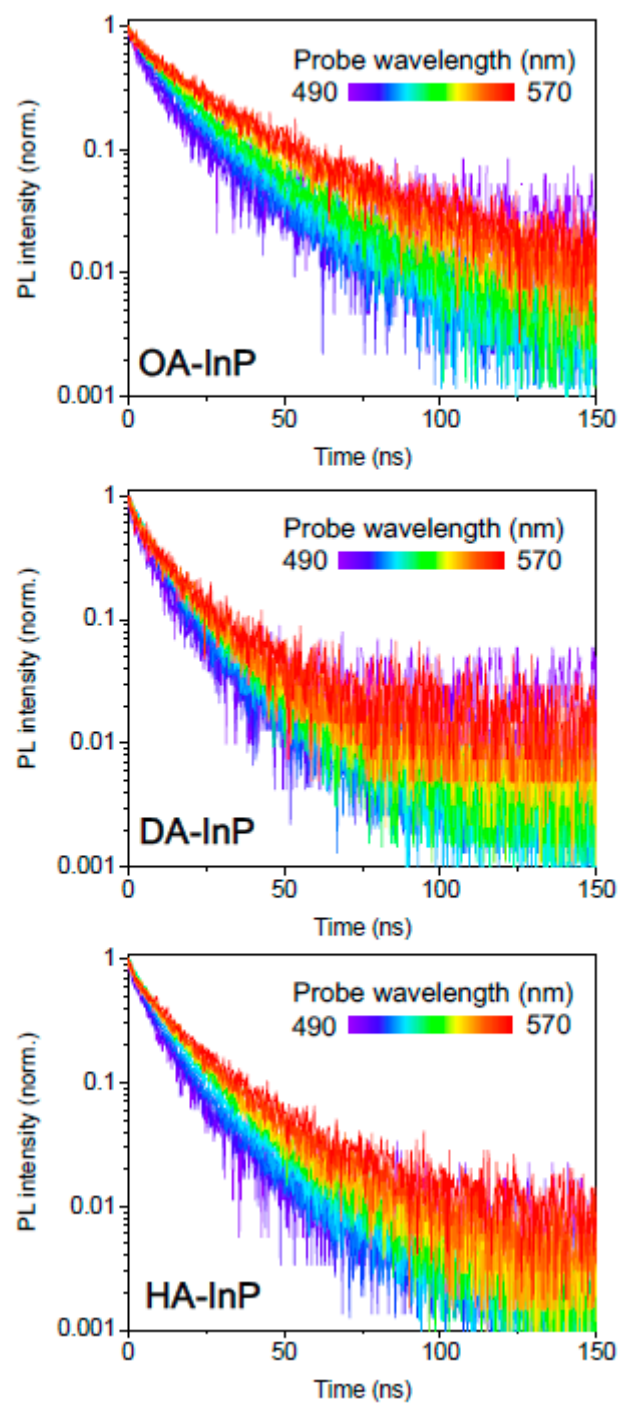 1
Probe wavelength (nm)
490 570
0.1
PL intensity (norm.)
0.01
OA-InP
0.001
0 50 100 150
Time (ns)
1
Probe wavelength (nm)
490 570
0.1
PL intensity (norm.)
0.01
DA-InP
0.001
0 50 100 150
Time (ns)
1
Probe wavelength (nm)
490 570
0.1
PL intensity (norm.)
0.01
HA-InP
0.001
0 50 100 150
Time (ns)